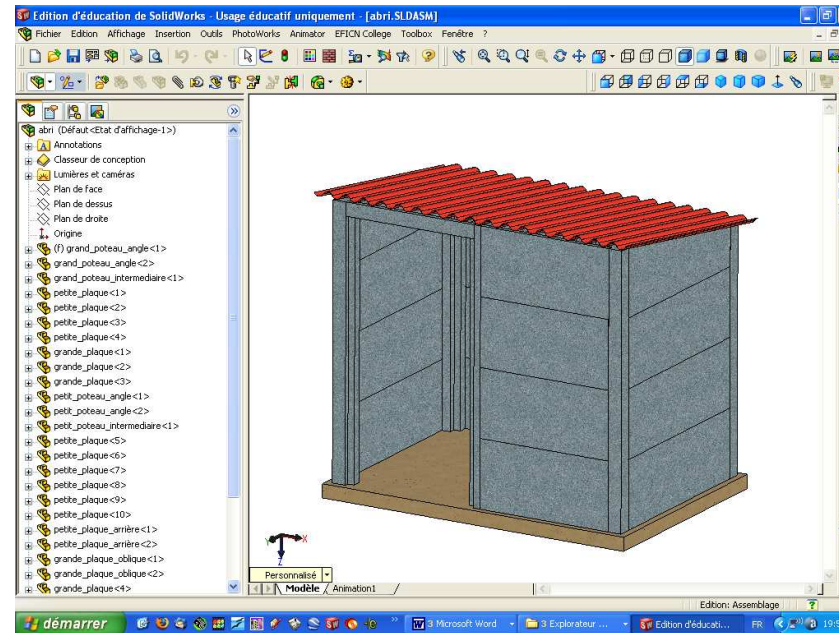 Edition d'éducation de SolidWorks - Usage éducatif uniquement - [abri.SLDASM]
Fichier Edition Affichage Insertion Outils PhotoWorks Animator EFICN College Toolbox Fenêtre ?
abri (Défaut<Etat d'affichage-1>)
Annotations
Classeur de conception
Lumières et caméras
Plan de face
Plan de dessus
Plan de droite
Origine
(f) grand_poteau_angle<1>
grand_poteau_angle<2>
grand_poteau_intermediaire<1>
petite_plaque<1>
petite_plaque<2>
petite_plaque<3>
petite_plaque<4>
grande_plaque<1>
grande_plaque<2>
grande_plaque<3>
petit_poteau_angle<1>
petit_poteau_angle<2>
petit_poteau_intermediaire<1>
petite_plaque<5>
petite_plaque<6>
petite_plaque<7>
petite_plaque<8>
petite_plaque<9>
petite_plaque<10>
petite_plaque_arrière<1>
petite_plaque_arrière<2>
grande_plaque_oblique<1>
grande_plaque_oblique<2>
grande_plaque<4>
X
Z
Personnalisé
Modèle Animation1
Edition: Assemblage ?
démarrer 3 Microsoft Word 3 Explorateur ... Edition d'éducati... FR